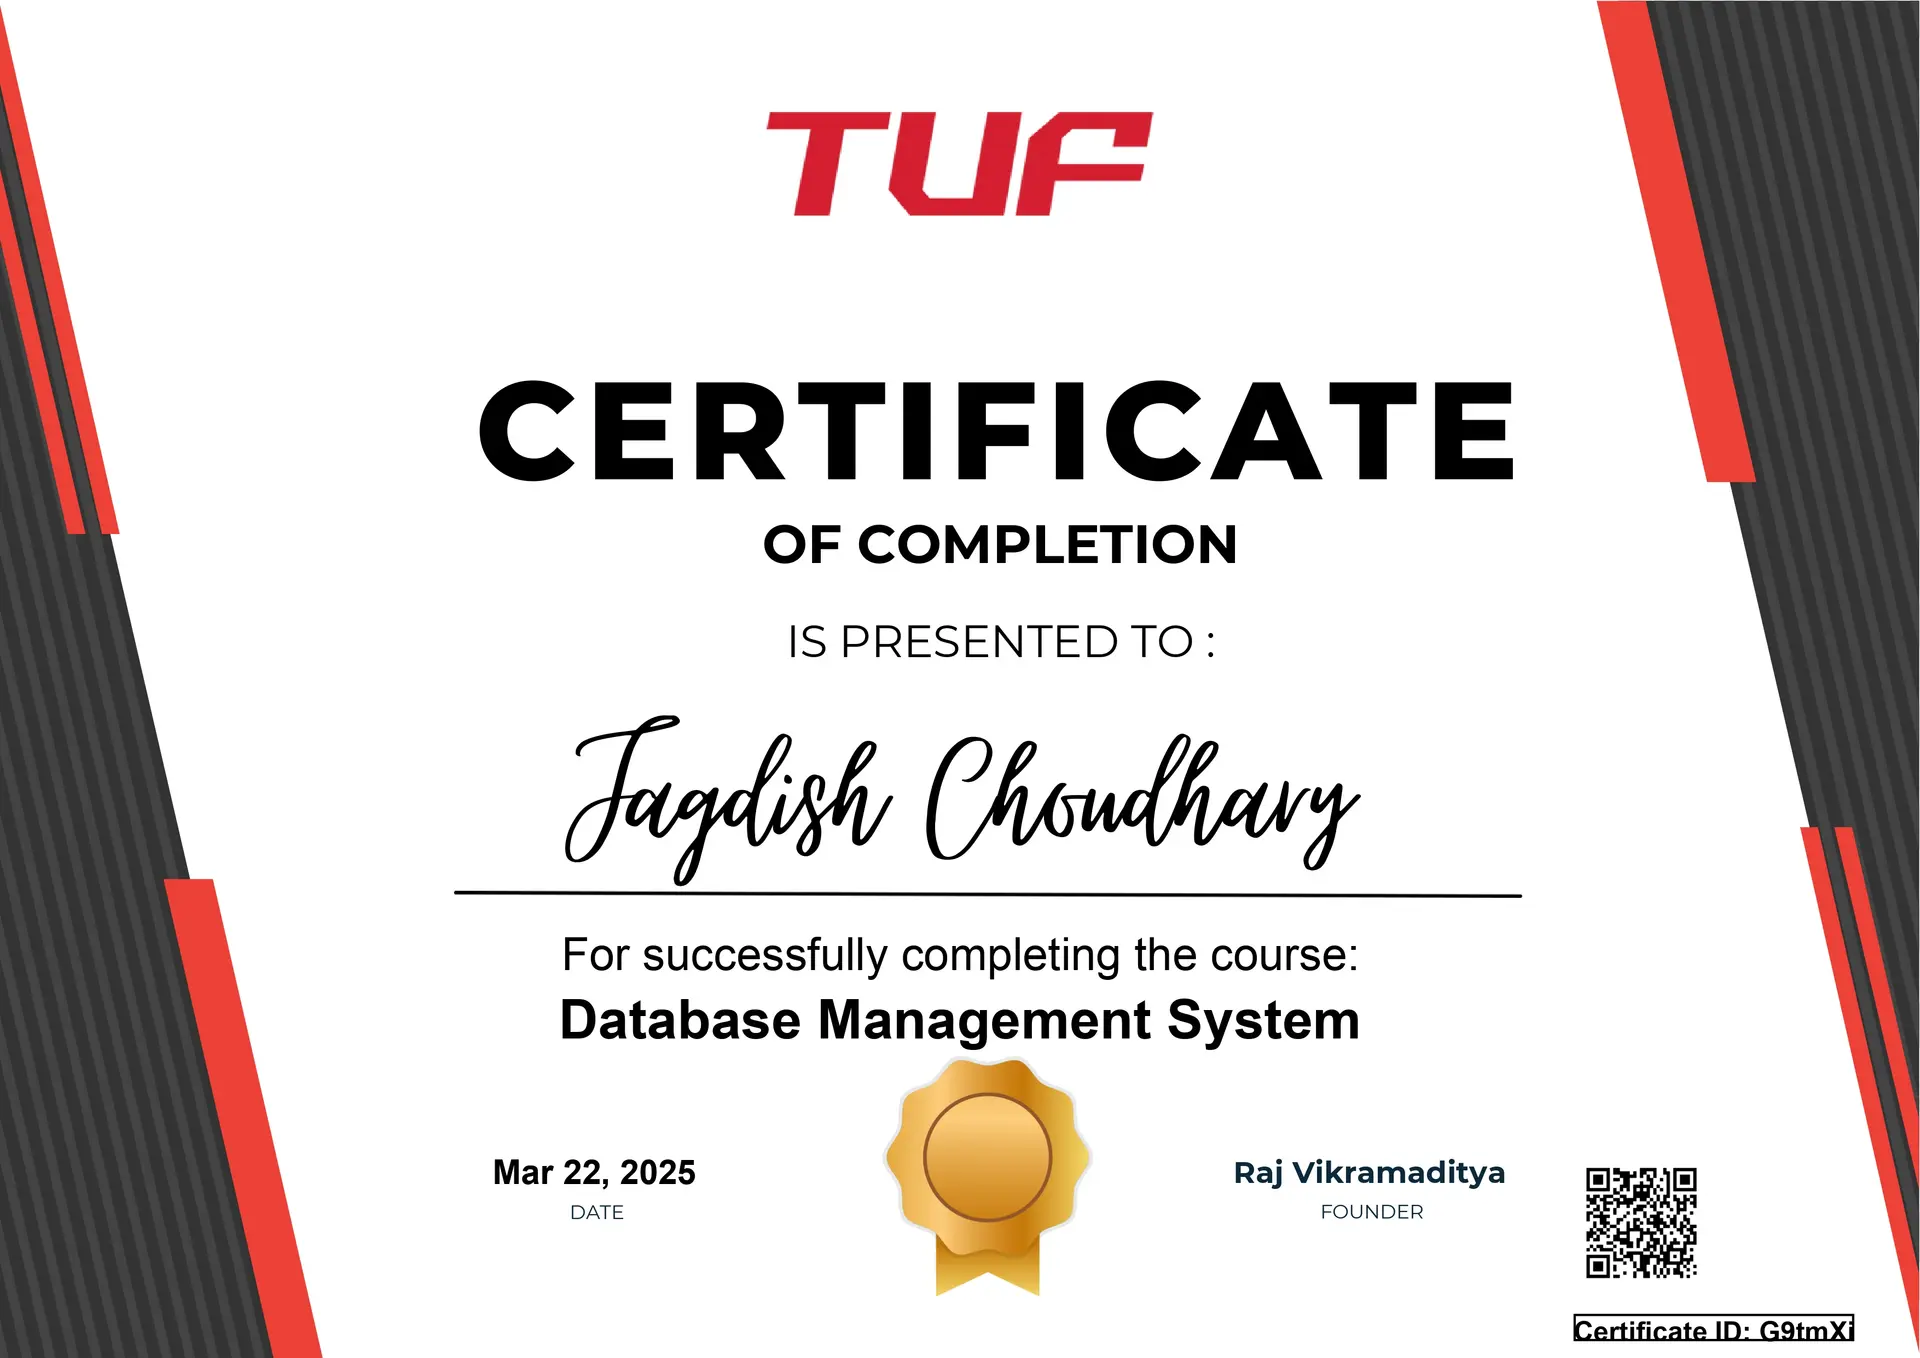 TUF
CERTIFICATE
OF COMPLETION
IS PRESENTED TO :
Jagdish Choudhary
For successfully completing the course:
Database Management System
Mar 22, 2025
DATE
Raj Vikramaditya
FOUNDER
Certificate ID: G9tmXi